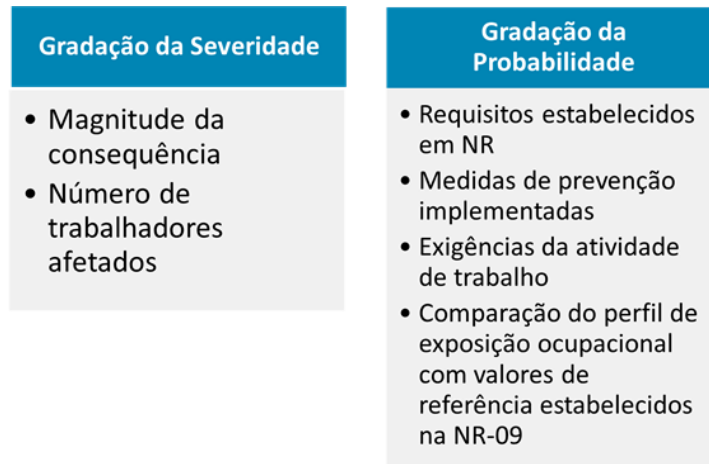 Gradação da Severidade
• Magnitude da
consequência
• Número de
trabalhadores
afetados
Gradação da
Probabilidade
• Requisitos estabelecidos
em NR
• Medidas de prevenção
implementadas
• Exigências da atividade
de trabalho
• Comparação do perfil de
exposição ocupacional
com valores de
referência estabelecidos
na NR-09